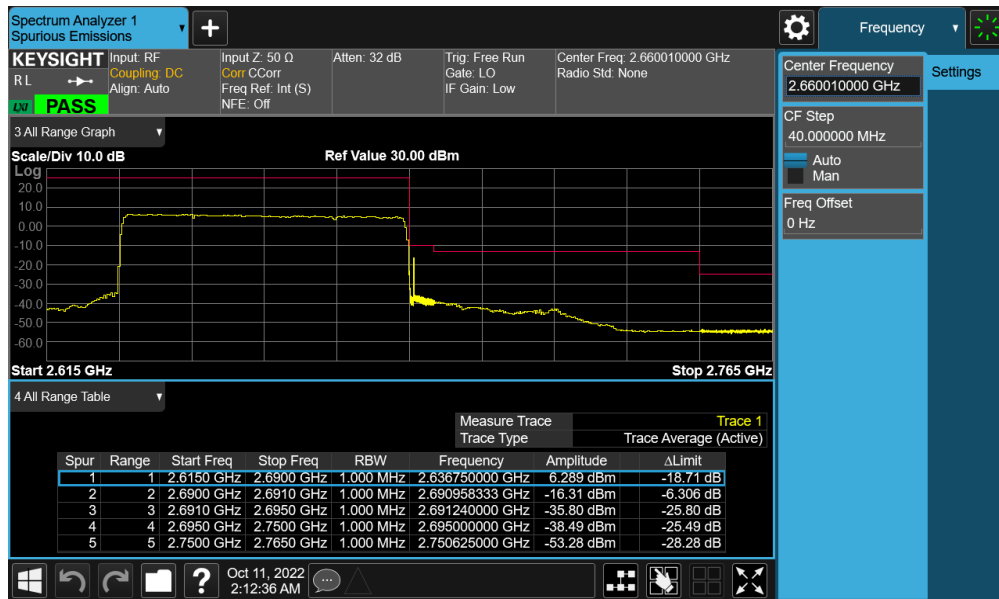 Spectrum Analyzer 1
Spurious Emissions
Frequency
KEYSIGHT
R L
LXI PASS
Input: RF
Coupling: DC
Align: Auto
Input Z: 50 Ω
Corr CCorr
Freq Ref: Int (S)
NFE: Off
Atten: 32 dB
Trig: Free Run
Gate: LO
IF Gain: Low
Center Freq: 2.660010000 GHz
Radio Std: None
Center Frequency
2.660010000 GHz
Settings
CF Step
40.000000 MHz
Auto
Man
Freq Offset
0 Hz
3 All Range Graph
Scale/Div 10.0 dB
Ref Value 30.00 dBm
Log
20.0
10.0
0.00
-10.0
-20.0
-30.0
-40.0
-50.0
-60.0
Start 2.615 GHz
Stop 2.765 GHz
4 All Range Table
Measure Trace Trace 1
Trace Type Trace Average (Active)
Spur Range Start Freq Stop Freq RBW Frequency Amplitude ΔLimit
1 1 2.6150 GHz 2.6900 GHz 1.000 MHz 2.636750000 GHz 6.289 dBm -18.71 dB
2 2 2.6900 GHz 2.6910 GHz 1.000 MHz 2.690958333 GHz -16.31 dBm -6.306 dB
3 3 2.6910 GHz 2.6950 GHz 1.000 MHz 2.691240000 GHz -35.80 dBm -25.80 dB
4 4 2.6950 GHz 2.7500 GHz 1.000 MHz 2.695000000 GHz -38.49 dBm -25.49 dB
5 5 2.7500 GHz 2.7650 GHz 1.000 MHz 2.750625000 GHz -53.28 dBm -28.28 dB
Oct 11, 2022
2:12:36 AM